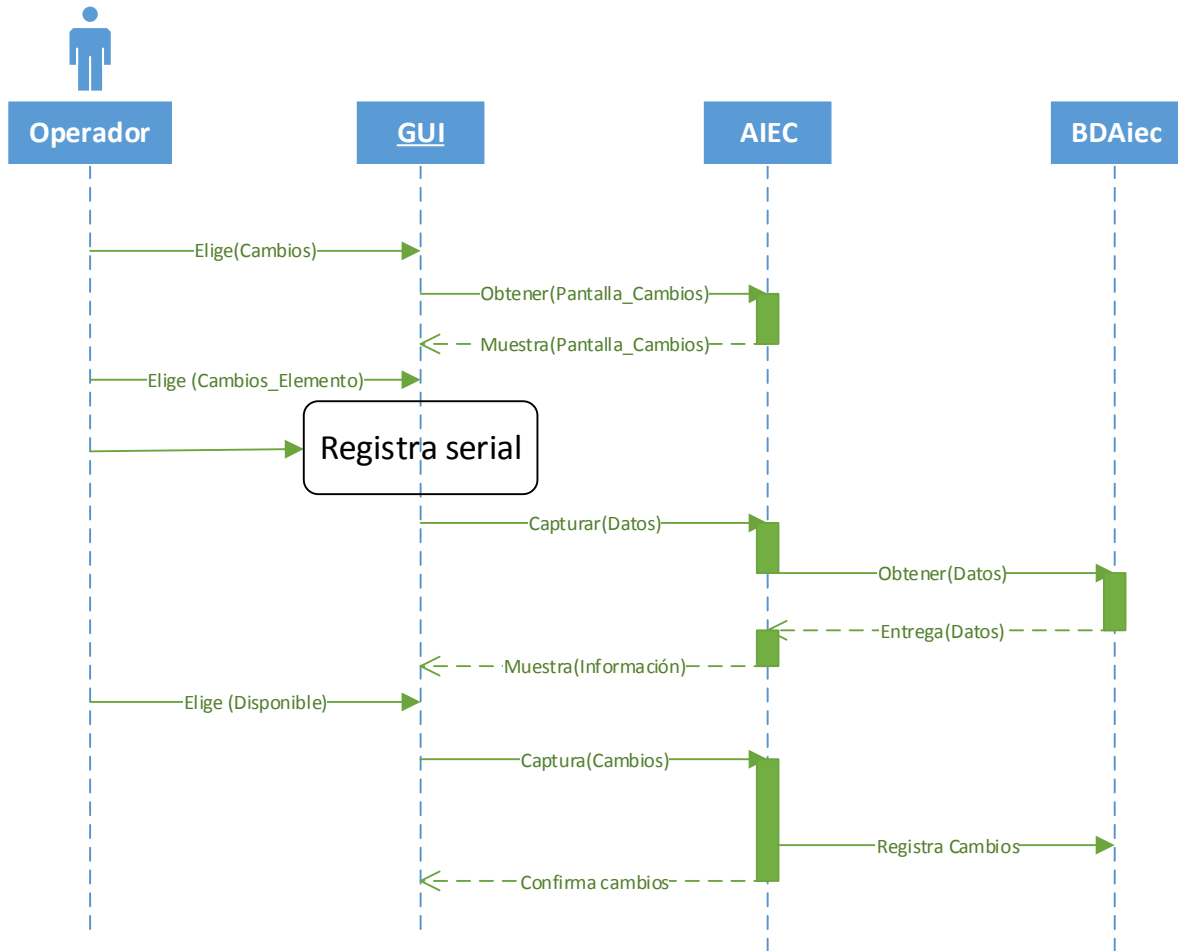 Operador
GUI
AIEC
BDAiec
Elige(Cambios)
Obtener(Pantalla_Cambios)
Muestra(Pantalla_Cambios)
Elige (Cambios_Elemento)
Registra serial
Capturar(Datos)
Obtener(Datos)
Entrega(Datos)
Muestra(Información)
Elige (Disponible)
Captura(Cambios)
Registra Cambios
Confirma cambios